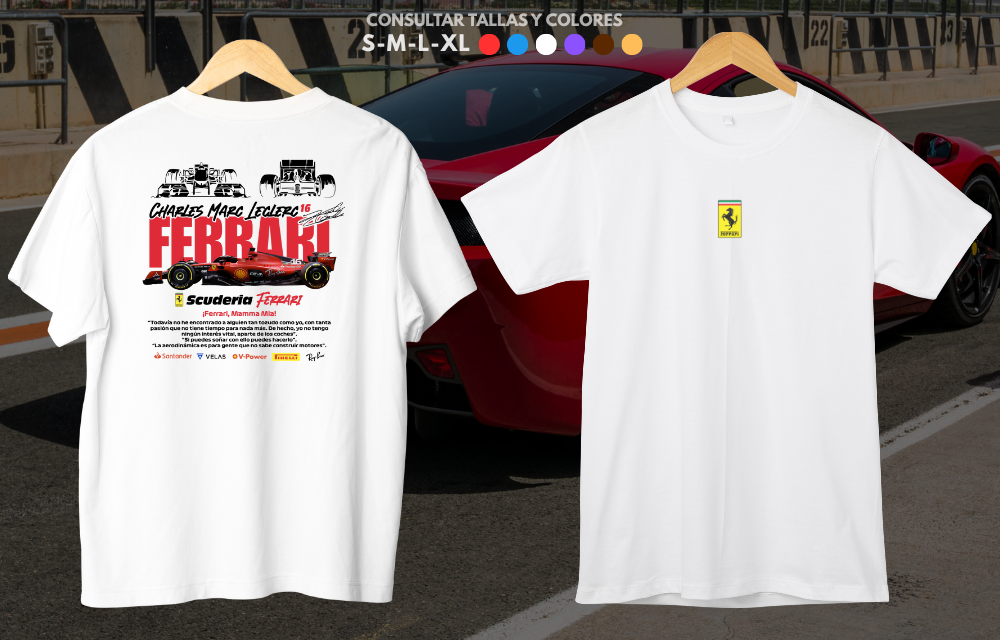 CONSULTAR TALLAS Y COLORES
S-M-L-XL
22
23
CHARLES MARC LECLERC 16
FERRARI
Scuderia FERRARI
¡Ferrari, Mamma Mia!
"Todavía no he encontrado a alguien tan tozudo como yo, con tanta
pasión que no tiene tiempo para nada más. De hecho, yo no tengo
ningún interés vital, aparte de los coches".
"Si puedes soñar con ello puedes hacerlo".
"La aerodinámica es para gente que no sabe construir motores".
Santander VELAS V-Power PIRELLI Ray-Ban
Ferrari